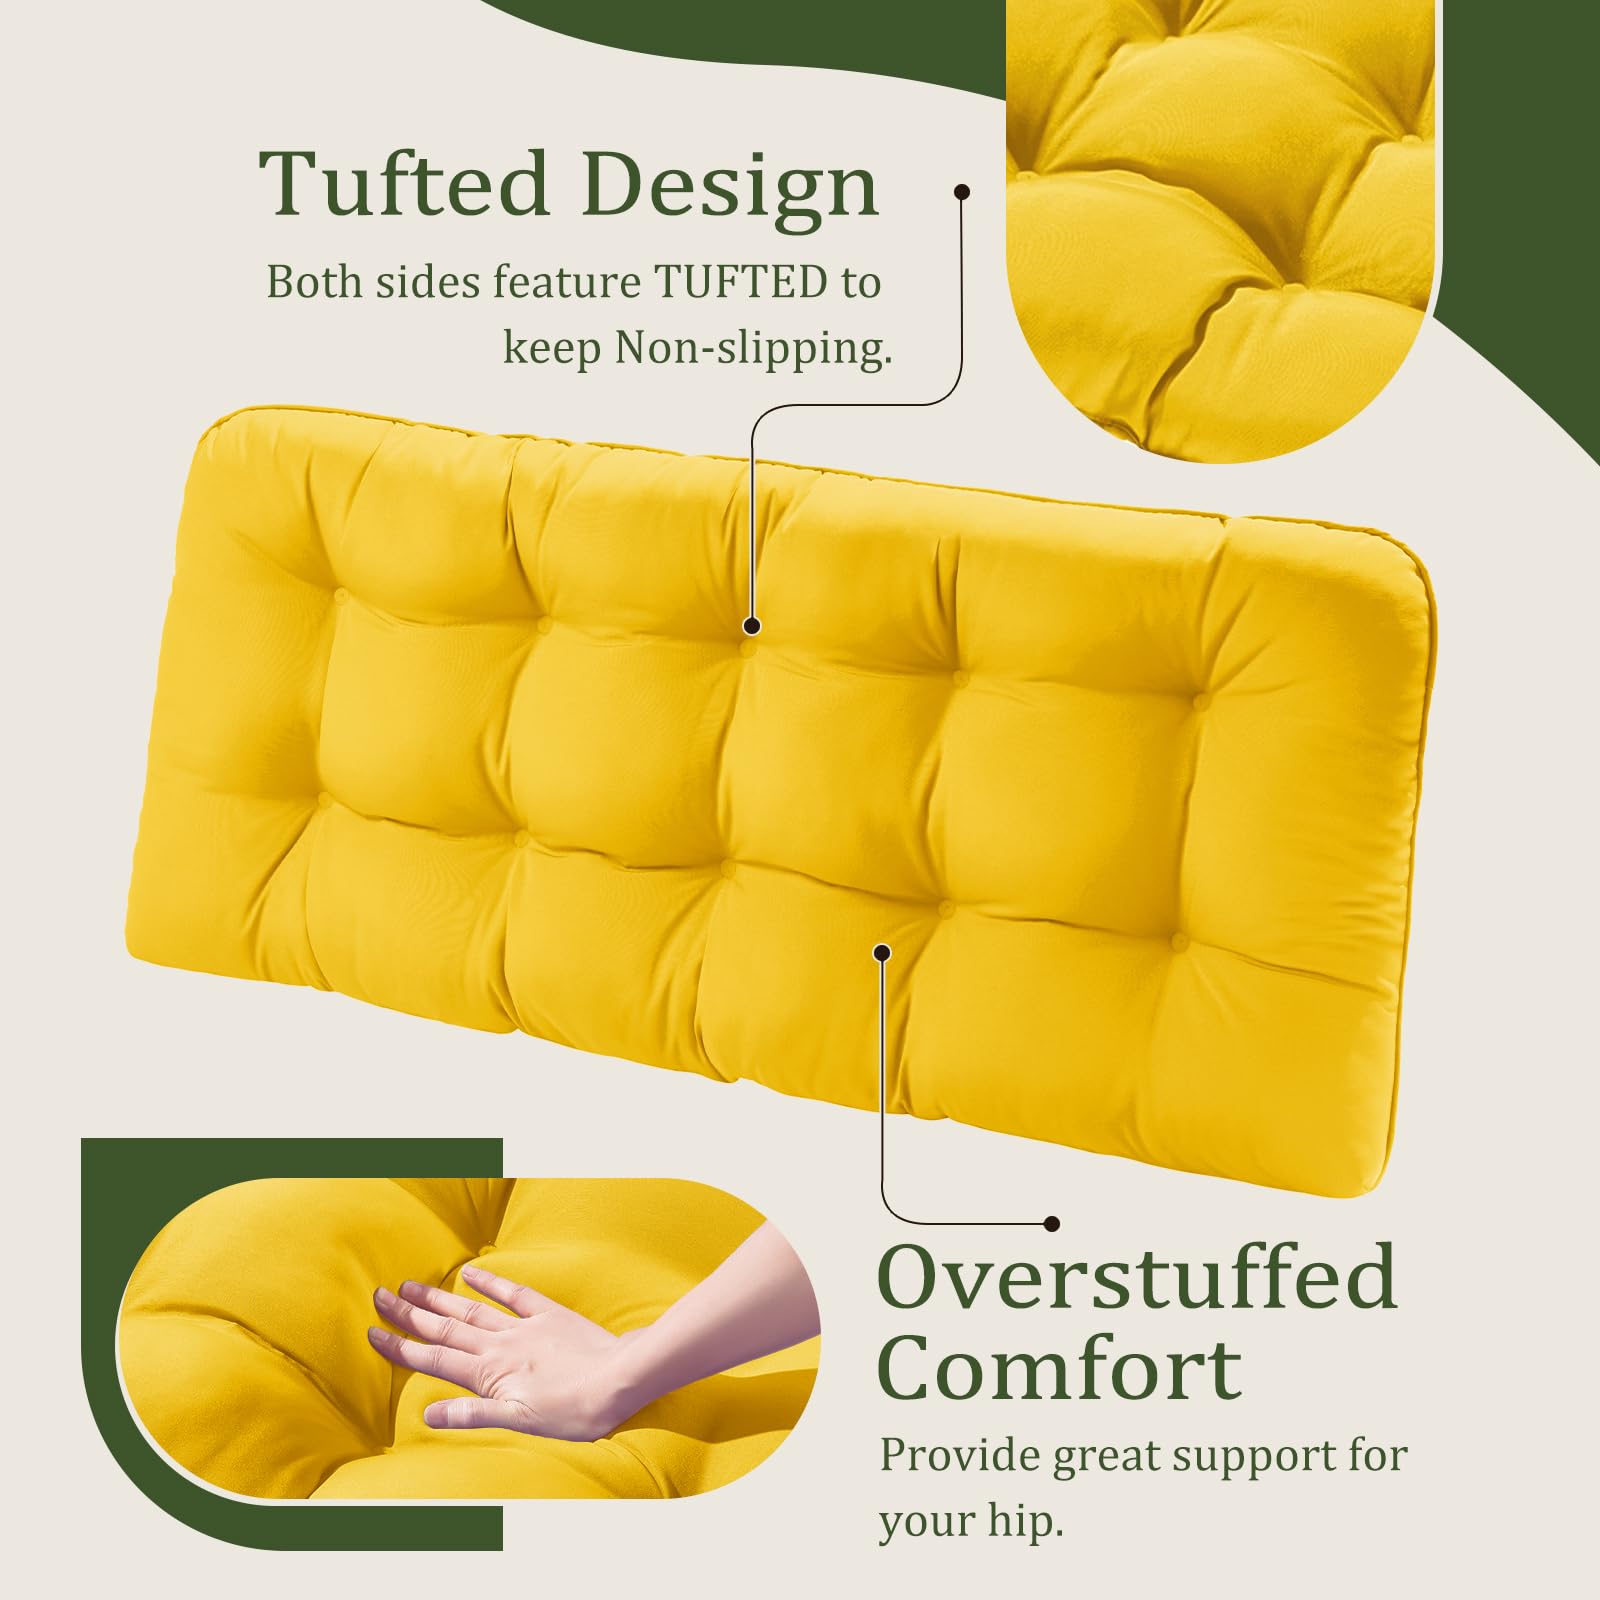 Tufted Design
Both sides feature TUFTED to
keep Non-slipping.
Overstuffed
Comfort
Provide great support for
your hip.